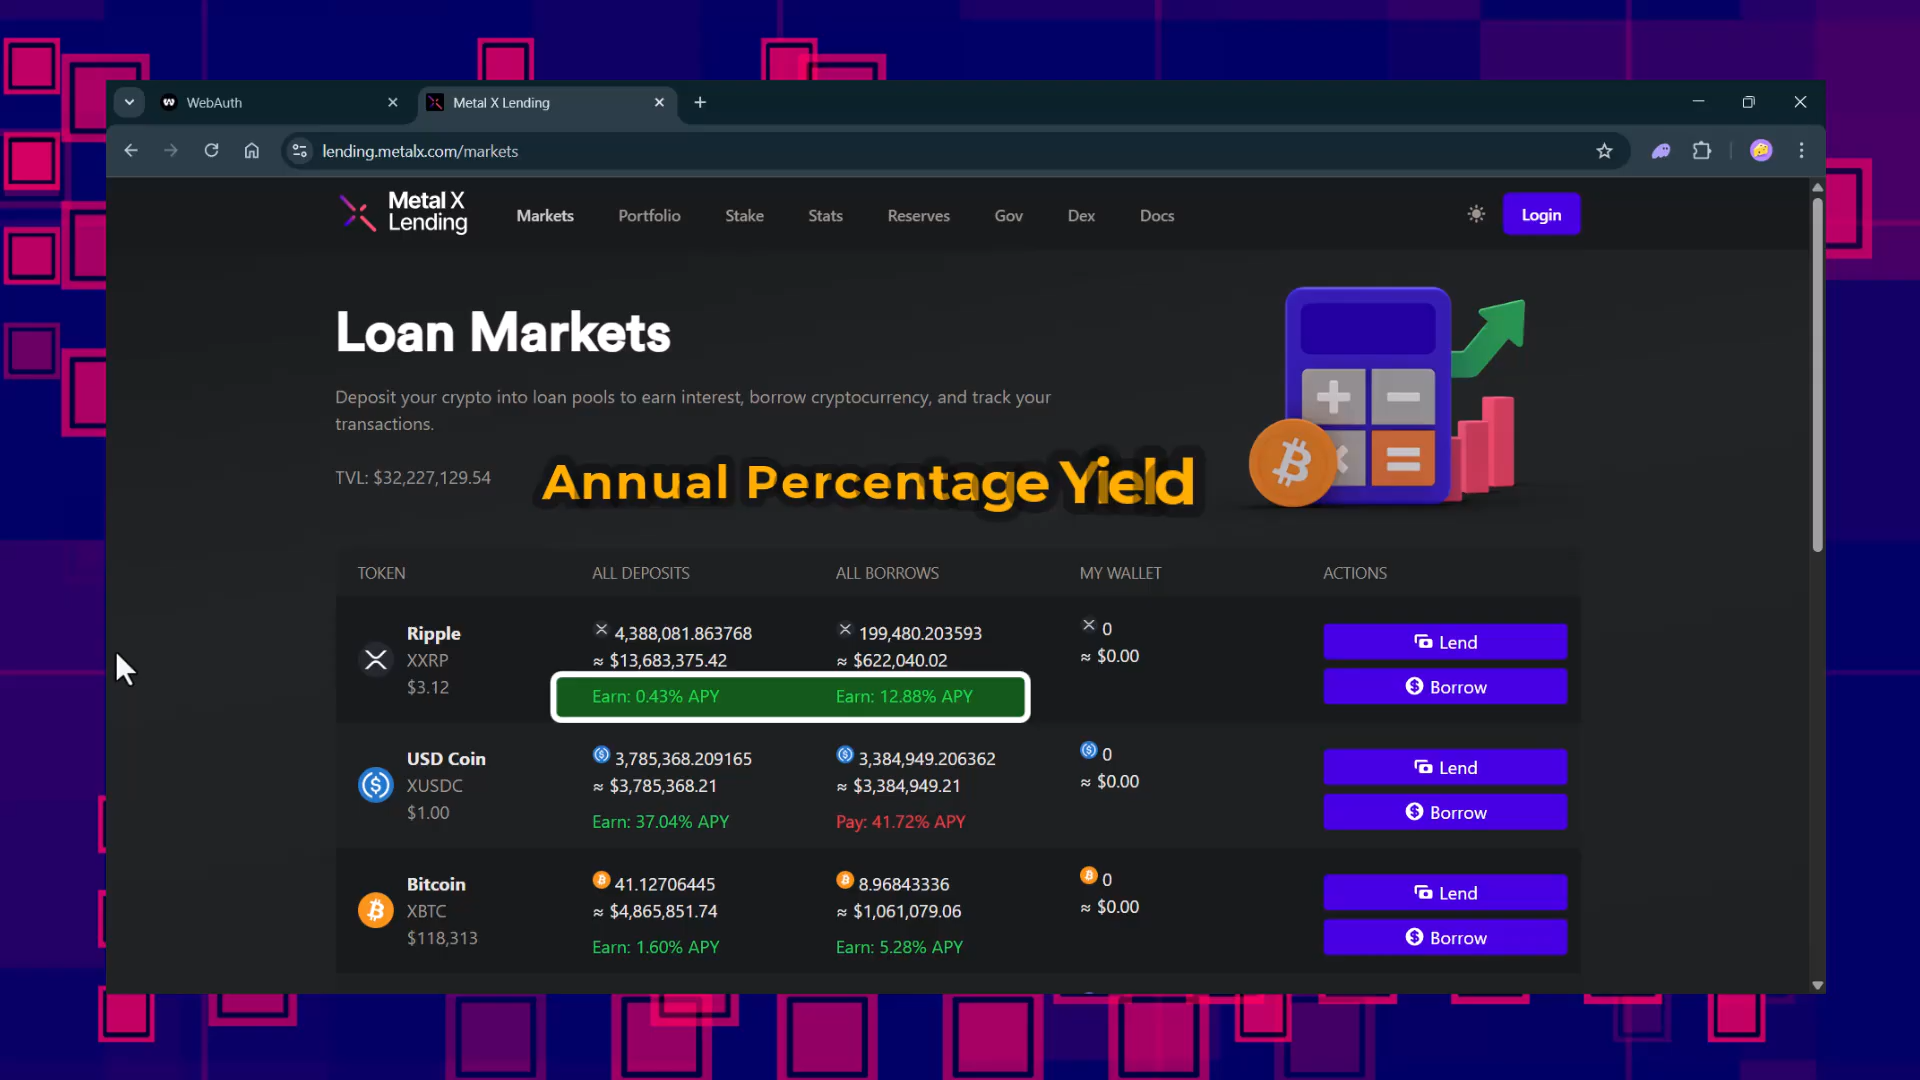 WebAuth
Metal X Lending
lending.metalx.com/markets
Metal X
Lending
Markets
Portfolio
Stake
Stats
Reserves
Gov
Dex
Docs
Login
Loan Markets
Deposit your crypto into loan pools to earn interest, borrow cryptocurrency, and track your
transactions.
TVL: $32,227,129.54
Annual Percentage Yield
TOKEN
ALL DEPOSITS
ALL BORROWS
MY WALLET
ACTIONS
Ripple
XXRP
$3.12
4,388,081.863768
≈ $13,683,375.42
Earn: 0.43% APY
199,480.203593
≈ $622,040.02
Earn: 12.88% APY
0
≈ $0.00
Lend
Borrow
USD Coin
XUSDC
$1.00
3,785,368.209165
≈ $3,785,368.21
Earn: 37.04% APY
3,384,949.206362
≈ $3,384,949.21
Pay: 41.72% APY
0
≈ $0.00
Lend
Borrow
Bitcoin
XBTC
$118,313
41.12706445
≈ $4,865,851.74
Earn: 1.60% APY
8.96843336
≈ $1,061,079.06
Earn: 5.28% APY
0
≈ $0.00
Lend
Borrow